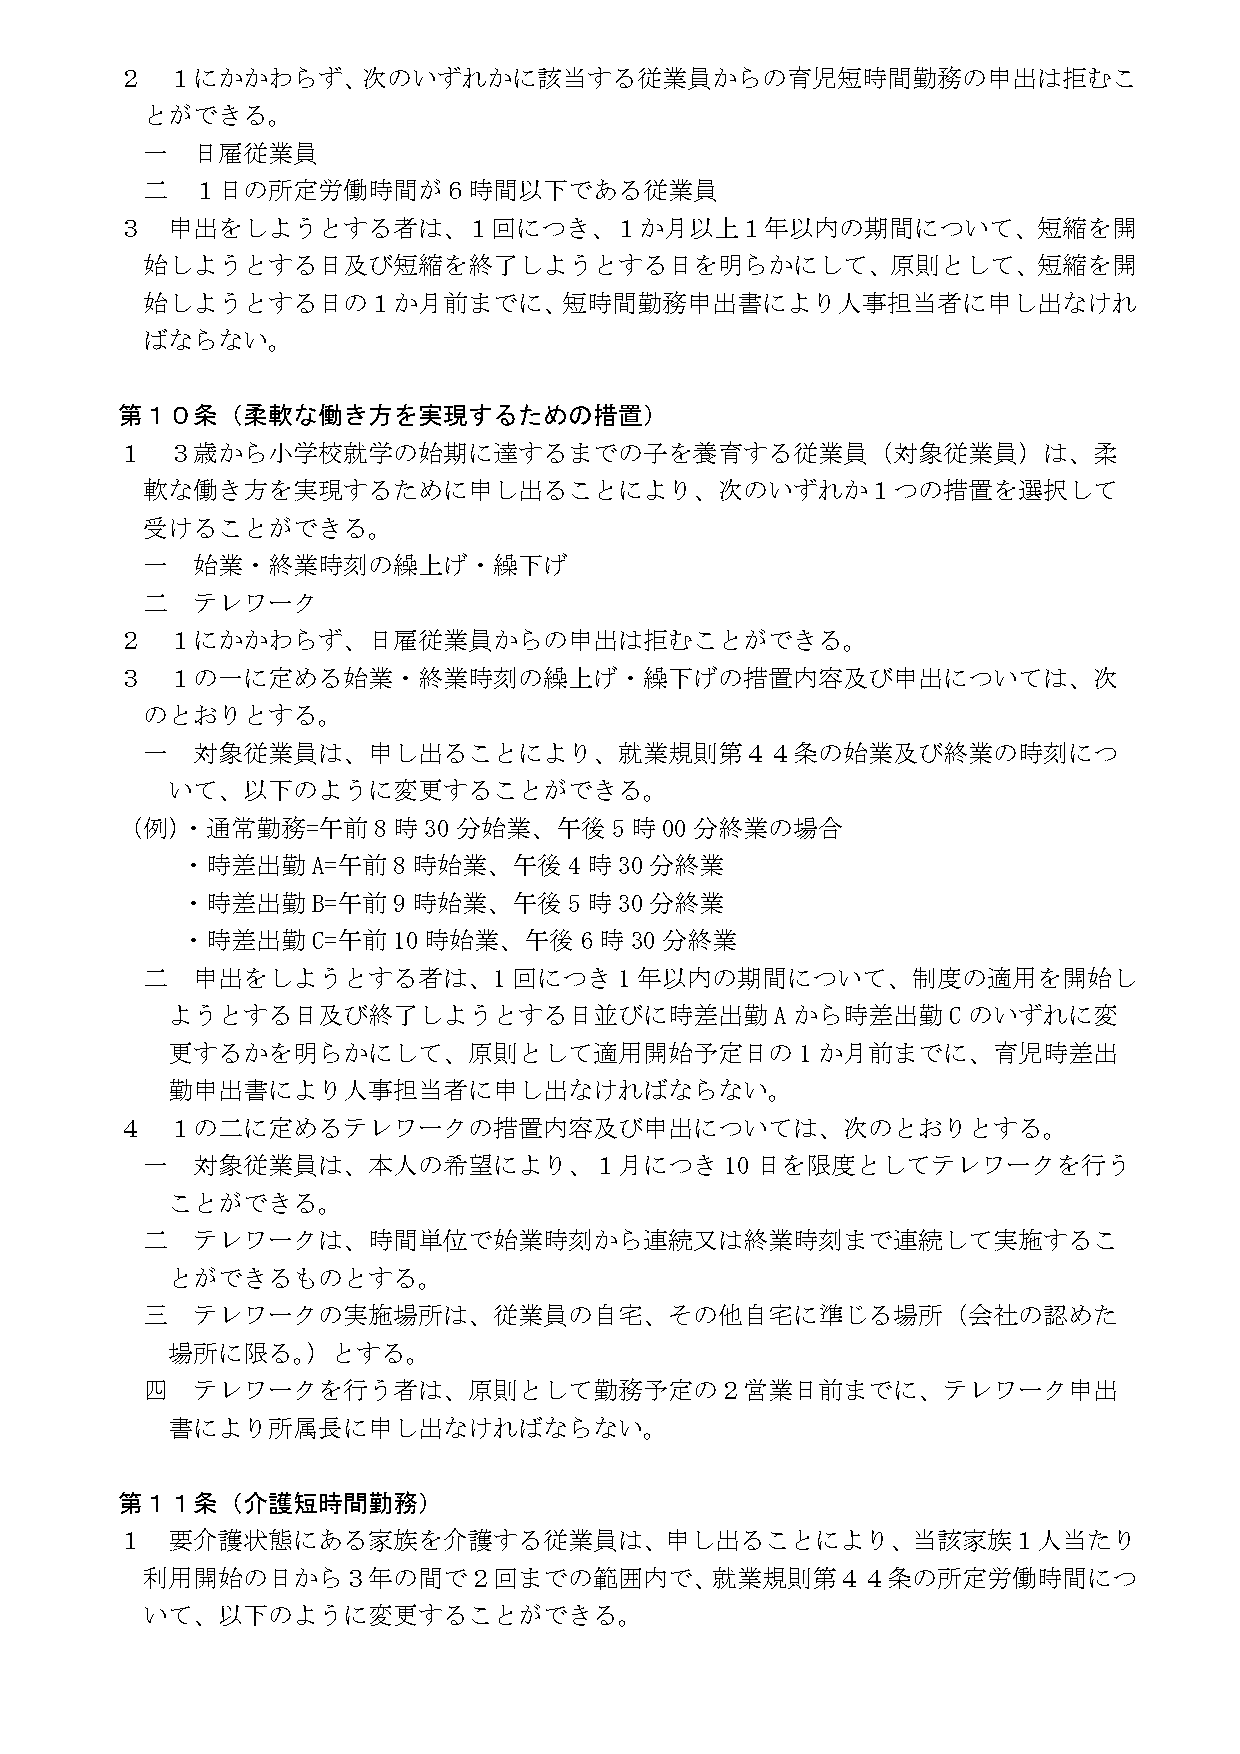 ２　１にかかわらず、次のいずれかに該当する従業員からの育児短時間勤務の申出は拒むこ
とができる。
一　日雇従業員
二　１日の所定労働時間が６時間以下である従業員
３　申出をしようとする者は、１回につき、１か月以上１年以内の期間について、短縮を開
始しようとする日及び短縮を終了しようとする日を明らかにして、原則として、短縮を開
始しようとする日の１か月前までに、短時間勤務申出書により人事担当者に申し出なけれ
ばならない。
第１０条（柔軟な働き方を実現するための措置）
１　３歳から小学校就学の始期に達するまでの子を養育する従業員（対象従業員）は、柔
軟な働き方を実現するために申し出ることにより、次のいずれか１つの措置を選択して
受けることができる。
一　始業・終業時刻の繰上げ・繰下げ
二　テレワーク
２　１にかかわらず、日雇従業員からの申出は拒むことができる。
３　１の一に定める始業・終業時刻の繰上げ・繰下げの措置内容及び申出については、次
のとおりとする。
一　対象従業員は、申し出ることにより、就業規則第４４条の始業及び終業の時刻につ
いて、以下のように変更することができる。
(例)・通常勤務=午前 8 時 30 分始業、午後 5 時 00 分終業の場合
・時差出勤 A=午前 8 時始業、午後 4 時 30 分終業
・時差出勤 B=午前 9 時始業、午後 5 時 30 分終業
・時差出勤 C=午前 10 時始業、午後 6 時 30 分終業
二　申出をしようとする者は、1 回につき 1 年以内の期間について、制度の適用を開始し
ようとする日及び終了しようとする日並びに時差出勤 A から時差出勤 C のいずれに変
更するかを明らかにして、原則として適用開始予定日の 1 か月前までに、育児時差出
勤申出書により人事担当者に申し出なければならない。
４　１の二に定めるテレワークの措置内容及び申出については、次のとおりとする。
一　対象従業員は、本人の希望により、１月につき 10 日を限度としてテレワークを行う
ことができる。
二　テレワークは、時間単位で始業時刻から連続又は終業時刻まで連続して実施するこ
とができるものとする。
三　テレワークの実施場所は、従業員の自宅、その他自宅に準じる場所（会社の認めた
場所に限る。）とする。
四　テレワークを行う者は、原則として勤務予定の２営業日前までに、テレワーク申出
書により所属長に申し出なければならない。
第１１条（介護短時間勤務）
１　要介護状態にある家族を介護する従業員は、申し出ることにより、当該家族１人当たり
利用開始の日から３年の間で２回までの範囲内で、就業規則第４４条の所定労働時間につ
いて、以下のように変更することができる。